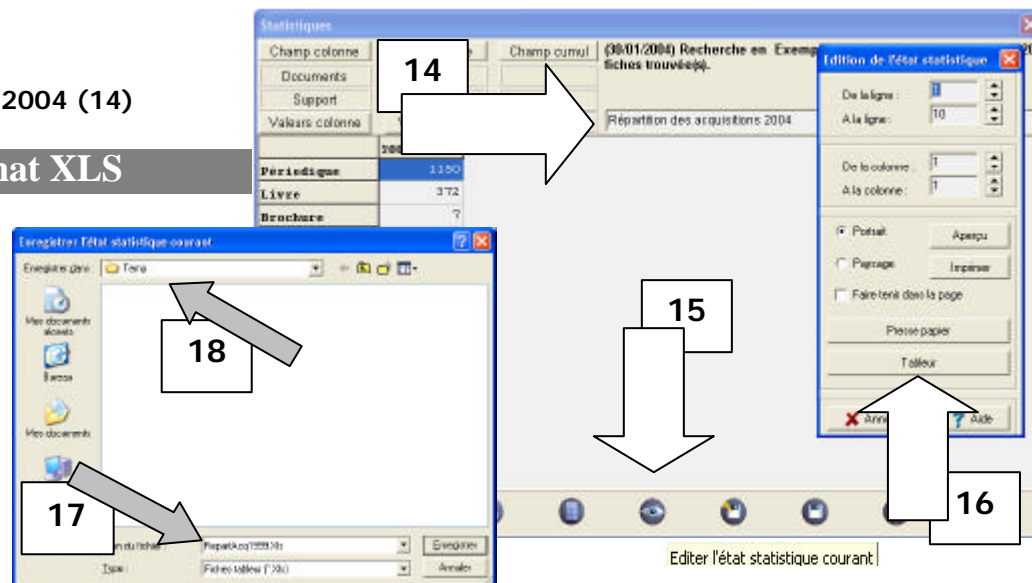 2004 (14)
mat XLS
Statistiques
Champ colonne
Champ cumul
(30/01/2004) Recherche en Exemp
fiches trouvée(s).
Documents
Support
Valeurs colonne
Répartition des acquisitions 2004
Périodique 1180
Livre 372
Brochure 7
14
Edition de l'état statistique
De la ligne : 1
A la ligne : 10
De la colonne : 1
A la colonne : 1
Portrait
Aperçu
Paysage
Imprimer
Faire tenir dans la page
Presse papier
Tableur
Aide
Enregistrer l'état statistique courant
Enregistrer dans :
Mes documents récents
Bureau
Mes documents
18
15
17
16
Type : Fiches tableur (*.Xls)
Enregistrer
Annuler
Editer l'état statistique courant